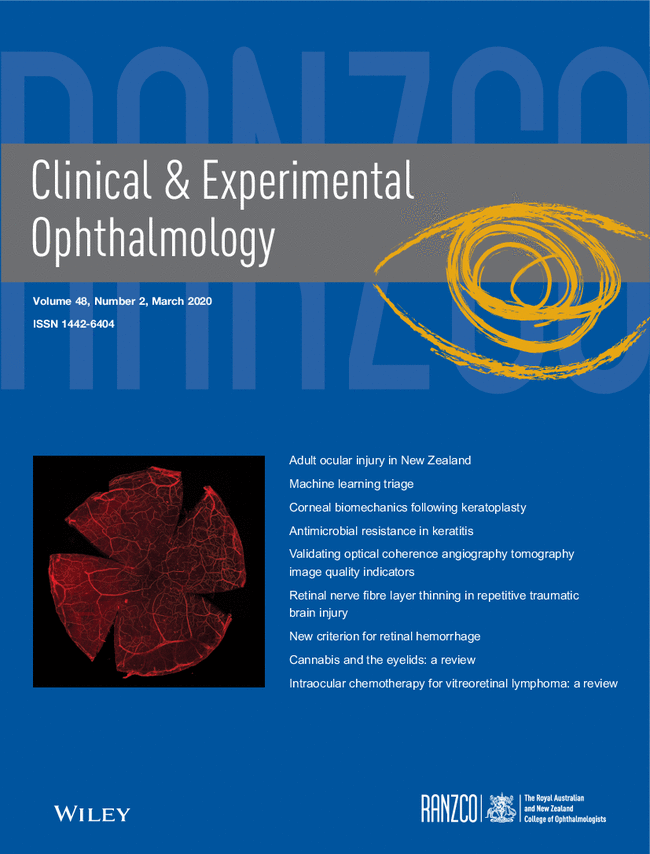 RANZCO
Clinical & Experimental
Ophthalmology
Volume 48, Number 2, March 2020
ISSN 1442-6404
Adult ocular injury in New Zealand
Machine learning triage
Corneal biomechanics following keratoplasty
Antimicrobial resistance in keratitis
Validating optical coherence angiography tomography
image quality indicators
Retinal nerve fibre layer thinning in repetitive traumatic
brain injury
New criterion for retinal hemorrhage
Cannabis and the eyelids: a review
Intraocular chemotherapy for vitreoretinal lymphoma: a review
WILEY
RANZCO
The Royal Australian
and New Zealand
College of Ophthalmologists